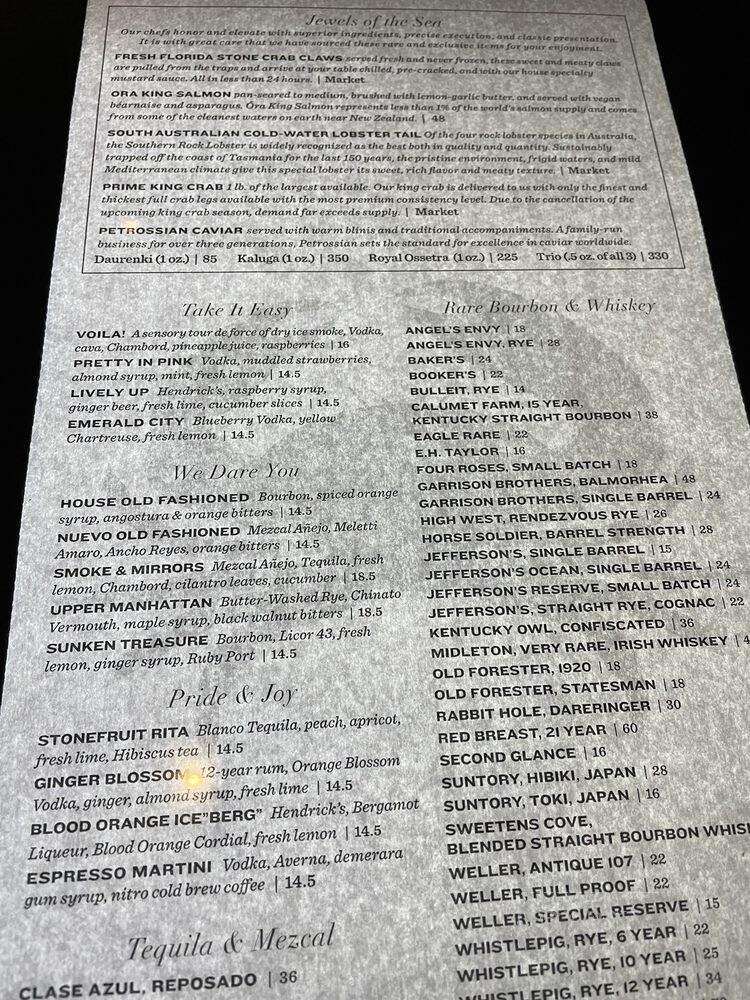 Jewels of the Sea
Our chefs honor and elevate with superior ingredients, precise execution, and classic presentation.
It is with great care that we have sourced these rare and exclusive items for your enjoyment.
FRESH FLORIDA STONE CRAB CLAWS served fresh and never frozen, these sweet and meaty claws
are pulled from the traps and arrive at your table chilled, pre-cracked, and with our house specialty
mustard sauce. All in less than 24 hours. | Market
ORA KING SALMON pan-seared to medium, brushed with lemon-garlic butter, and served with vegan
béarnaise and asparagus. Ōra King Salmon represents less than 1% of the world's salmon supply and comes
from some of the cleanest waters on earth near New Zealand. | 48
SOUTH AUSTRALIAN COLD-WATER LOBSTER TAIL Of the four rock lobster species in Australia,
the Southern Rock Lobster is widely recognized as the best both in quality and quantity. Sustainably
trapped off the coast of Tasmania for the last 150 years, the pristine environment, frigid waters, and mild
Mediterranean climate give this special lobster its sweet, rich flavor and meaty texture. | Market
PRIME KING CRAB 1 lb. of the largest available. Our king crab is delivered to us with only the finest and
thickest full crab legs available with the most premium consistency level. Due to the cancellation of the
upcoming king crab season, demand far exceeds supply. | Market
PETROSSIAN CAVIAR served with warm blinis and traditional accompaniments. A family-run
business for over three generations, Petrossian sets the standard for excellence in caviar worldwide.
Daurenki (1 oz.) | 85 Kaluga (1 oz.) | 350 Royal Ossetra (1 oz.) | 225 Trio (.5 oz. of all 3) | 330
Take It Easy
VOILA! A sensory tour de force of dry ice smoke, Vodka,
cava, Chambord, pineapple juice, raspberries | 16
PRETTY IN PINK Vodka, muddled strawberries,
almond syrup, mint, fresh lemon | 14.5
LIVELY UP Hendrick's, raspberry syrup,
ginger beer, fresh lime, cucumber slices | 14.5
EMERALD CITY Blueberry Vodka, yellow
Chartreuse, fresh lemon | 14.5
We Dare You
HOUSE OLD FASHIONED Bourbon, spiced orange
syrup, angostura & orange bitters | 14.5
NUEVO OLD FASHIONED Mezcal Añejo, Meletti
Amaro, Ancho Reyes, orange bitters | 14.5
SMOKE & MIRRORS Mezcal Añejo, Tequila, fresh
lemon, Chambord, cilantro leaves, cucumber | 18.5
UPPER MANHATTAN Butter-Washed Rye, Chinato
Vermouth, maple syrup, black walnut bitters | 18.5
SUNKEN TREASURE Bourbon, Licor 43, fresh
lemon, ginger syrup, Ruby Port | 14.5
Pride & Joy
STONEFRUIT RITA Blanco Tequila, peach, apricot,
fresh lime, Hibiscus tea | 14.5
GINGER BLOSSOM 12-year rum, Orange Blossom
Vodka, ginger, almond syrup, fresh lime | 14.5
BLOOD ORANGE ICE"BERG" Hendrick's, Bergamot
Liqueur, Blood Orange Cordial, fresh lemon | 14.5
ESPRESSO MARTINI Vodka, Averna, demerara
gum syrup, nitro cold brew coffee | 14.5
Tequila & Mezcal
CLASE AZUL, REPOSADO | 36
Rare Bourbon & Whiskey
ANGEL'S ENVY | 18
ANGEL'S ENVY, RYE | 28
BAKER'S | 24
BOOKER'S | 22
BULLEIT, RYE | 14
CALUMET FARM, 15 YEAR,
KENTUCKY STRAIGHT BOURBON | 38
EAGLE RARE | 22
E.H. TAYLOR | 16
FOUR ROSES, SMALL BATCH | 18
GARRISON BROTHERS, BALMORHEA | 48
GARRISON BROTHERS, SINGLE BARREL | 24
HIGH WEST, RENDEZVOUS RYE | 26
HORSE SOLDIER, BARREL STRENGTH | 28
JEFFERSON'S, SINGLE BARREL | 15
JEFFERSON'S OCEAN, SINGLE BARREL | 24
JEFFERSON'S RESERVE, SMALL BATCH | 24
JEFFERSON'S, STRAIGHT RYE, COGNAC | 22
KENTUCKY OWL, CONFISCATED | 36
MIDLETON, VERY RARE, IRISH WHISKEY | 4
OLD FORESTER, 1920 | 18
OLD FORESTER, STATESMAN | 18
RABBIT HOLE, DARERINGER | 30
RED BREAST, 21 YEAR | 60
SECOND GLANCE | 16
SUNTORY, HIBIKI, JAPAN | 28
SUNTORY, TOKI, JAPAN | 16
SWEETENS COVE,
BLENDED STRAIGHT BOURBON WHIS
WELLER, ANTIQUE 107 | 22
WELLER, FULL PROOF | 22
WELLER, SPECIAL RESERVE | 15
WHISTLEPIG, RYE, 6 YEAR | 22
WHISTLEPIG, RYE, 10 YEAR | 25
WHISTLEPIG, RYE, 12 YEAR | 34